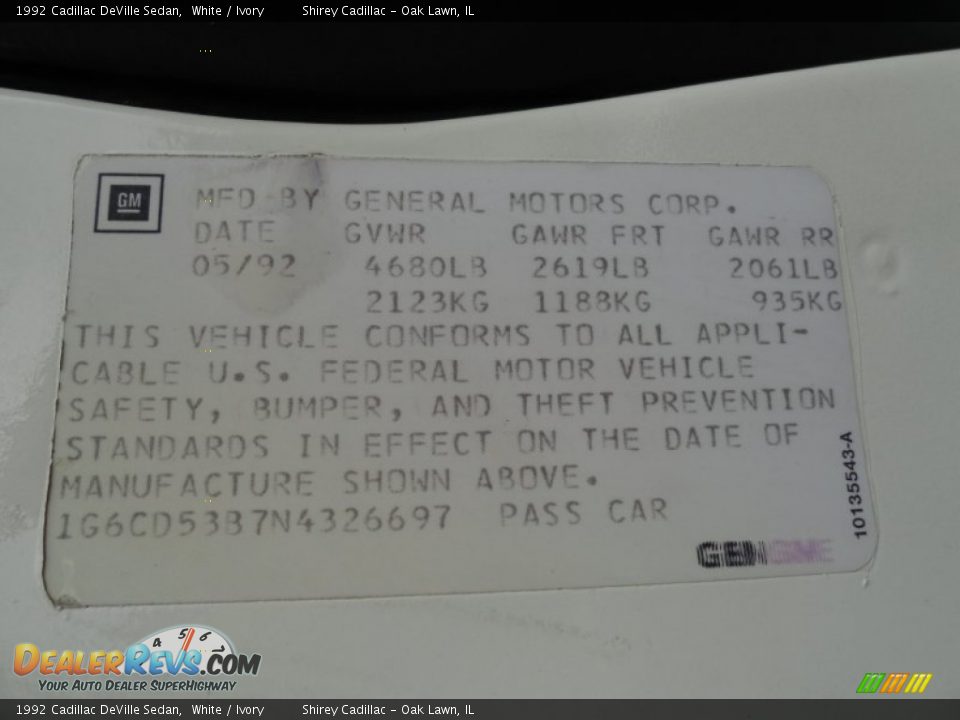 1992 Cadillac DeVille Sedan, White / Ivory Shirey Cadillac - Oak Lawn, IL
GM
MFD BY GENERAL MOTORS CORP.
DATE GVWR GAWR FRT GAWR RR
05/92 4680LB 2619LB 2061LB
2123KG 1188KG 935KG
THIS VEHICLE CONFORMS TO ALL APPLI-
CABLE U.S. FEDERAL MOTOR VEHICLE
SAFETY, BUMPER, AND THEFT PREVENTION
STANDARDS IN EFFECT ON THE DATE OF
MANUFACTURE SHOWN ABOVE.
1G6CD53B7N4326697 PASS CAR
10135543-A
4 5 6
DEALERREVS.COM
YOUR AUTO DEALER SUPERHIGHWAY
1992 Cadillac DeVille Sedan, White / Ivory Shirey Cadillac - Oak Lawn, IL